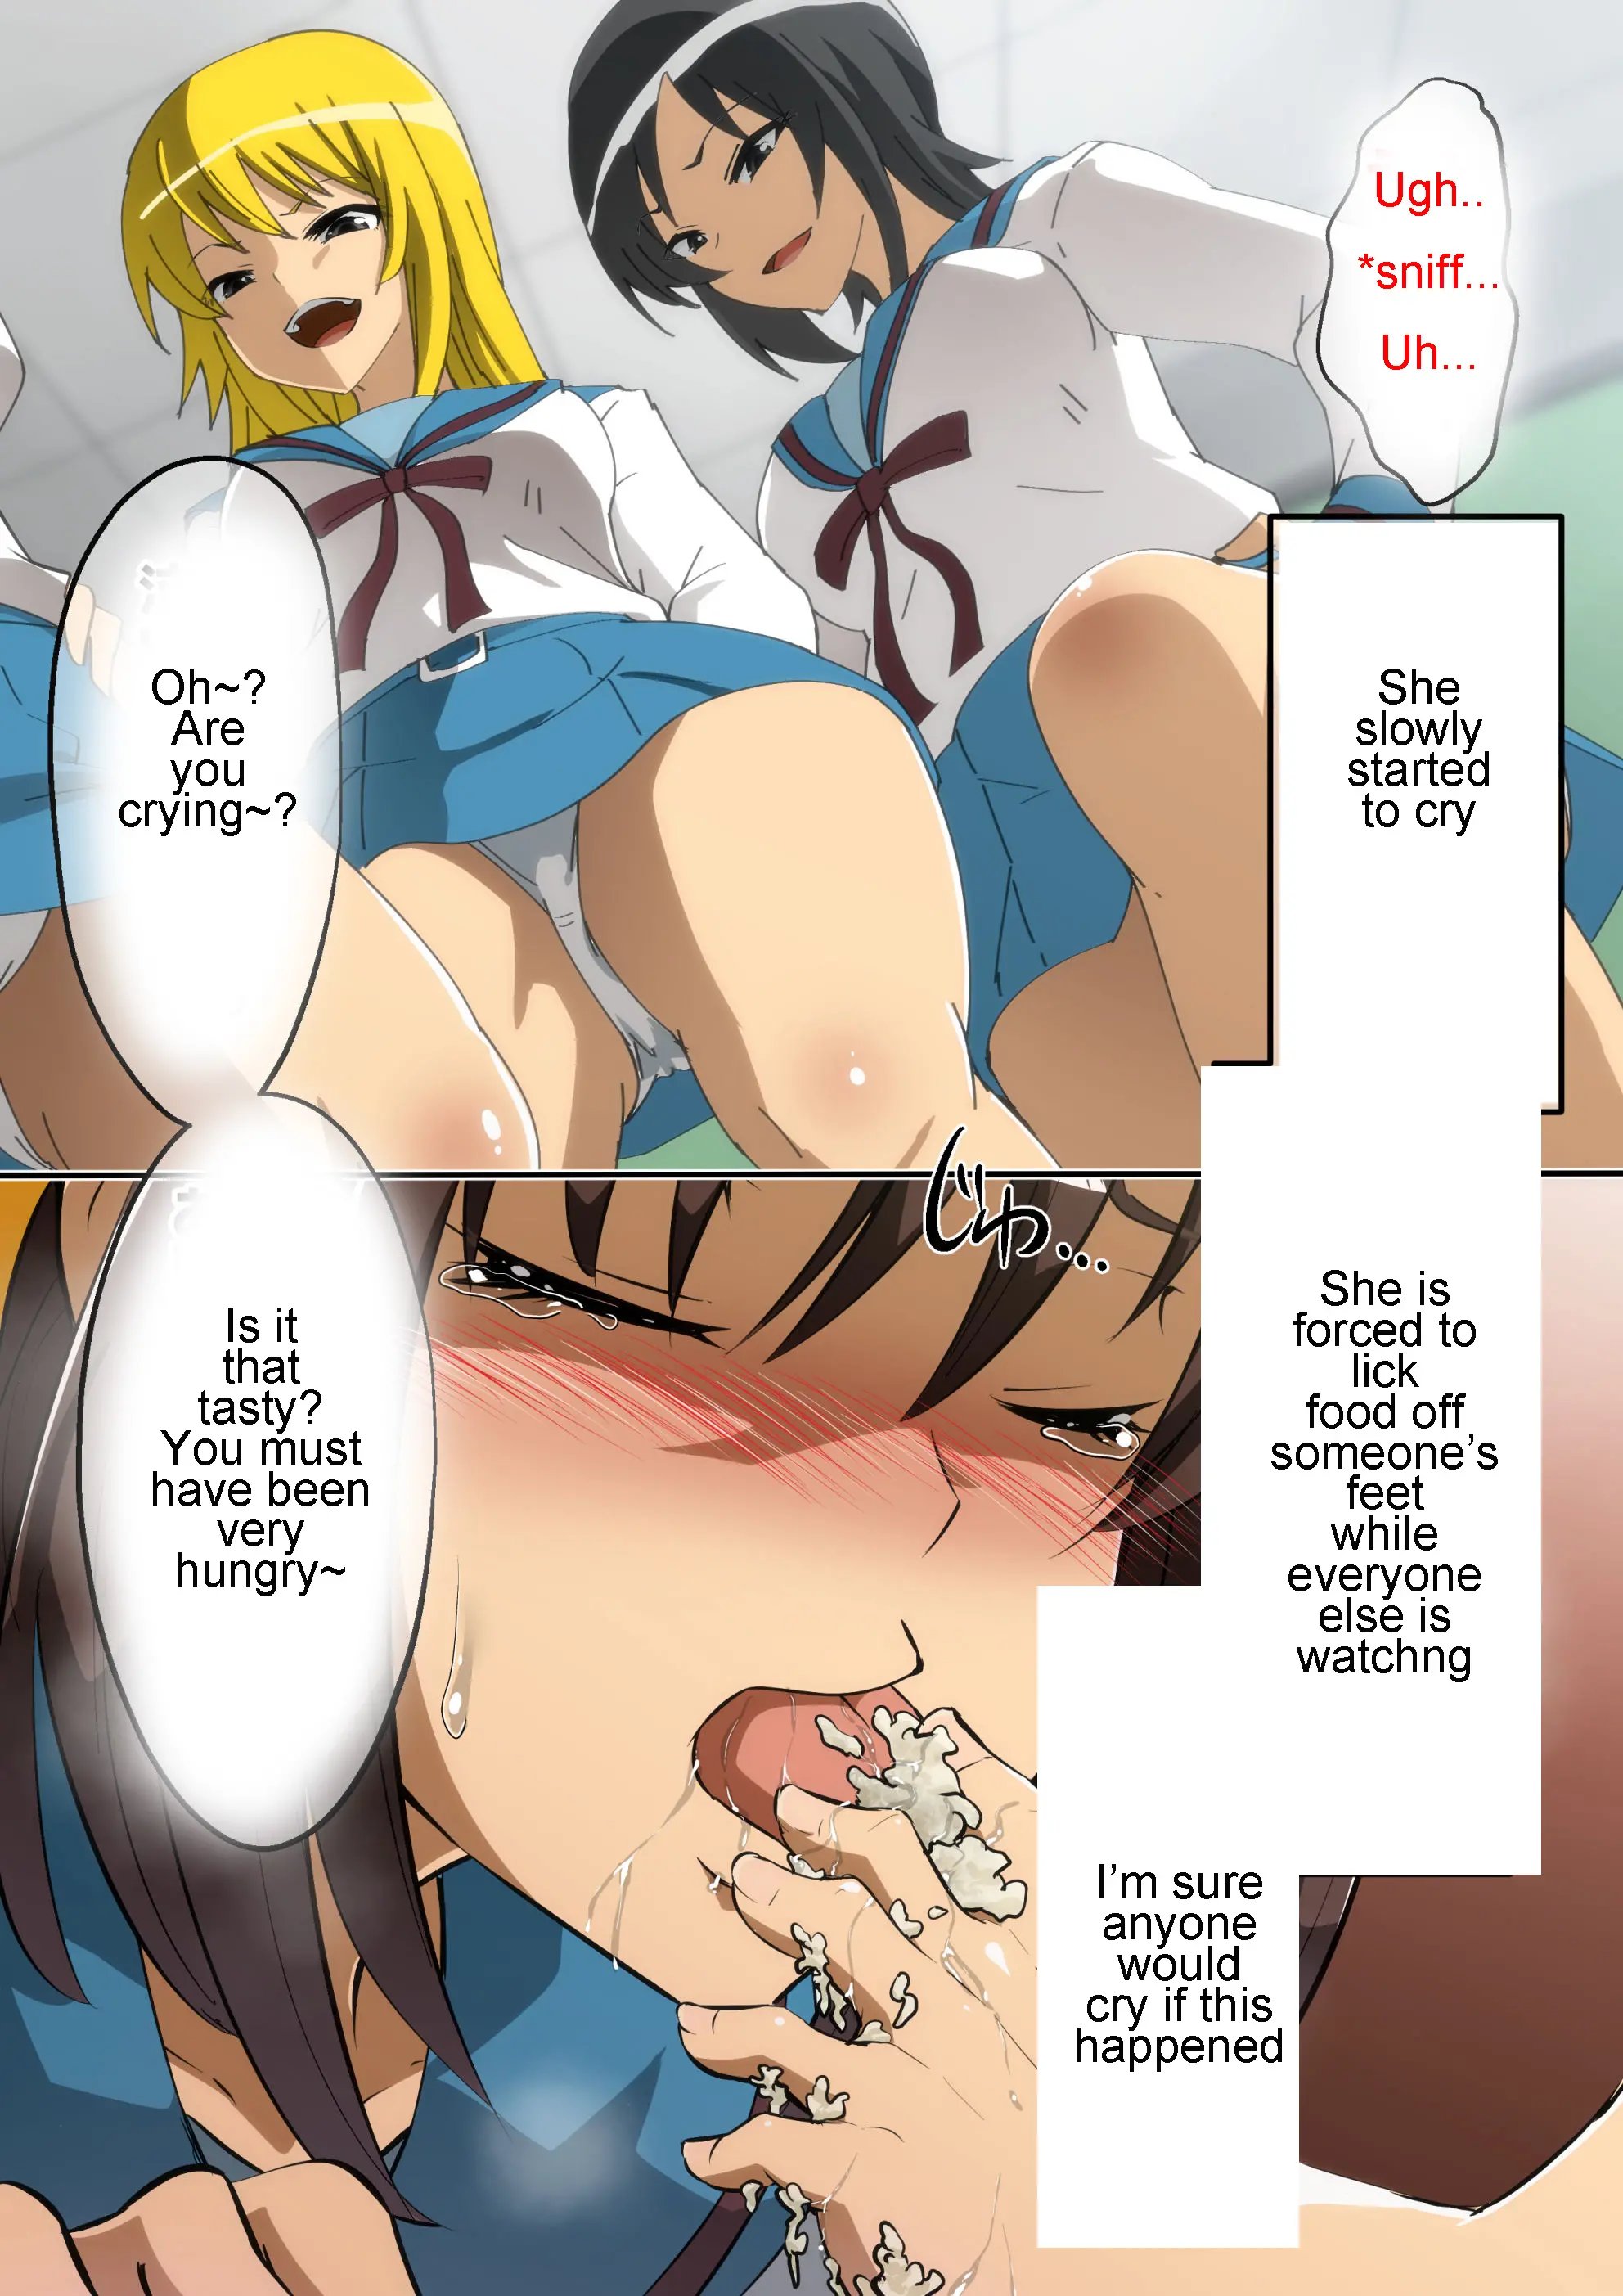 Ugh..
*sniff...
Uh...
Oh~?
Are
you
crying~?
She
slowly
started
to cry
じわ...
Is it
that
tasty?
You must
have been
very
hungry~
She is
forced to
lick
food off
someone’s
feet
while
everyone
else is
watchng
I’m sure
anyone
would
cry if this
happened